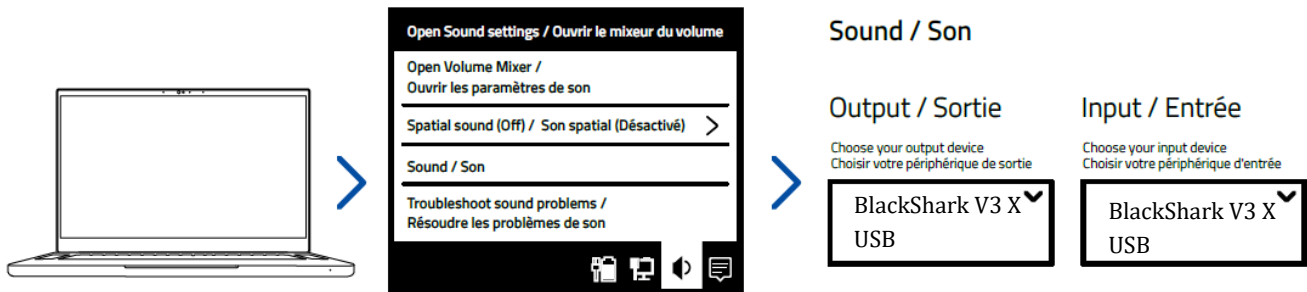 Open Sound settings / Ouvrir le mixeur du volume
Open Volume Mixer /
Ouvrir les paramètres de son
Spatial sound (Off) / Son spatial (Désactivé)
Sound / Son
Troubleshoot sound problems /
Résoudre les problèmes de son
Sound / Son
Output / Sortie
Choose your output device
Choisir votre périphérique de sortie
BlackShark V3 X
USB
Input / Entrée
Choose your input device
Choisir votre périphérique d'entrée
BlackShark V3 X
USB